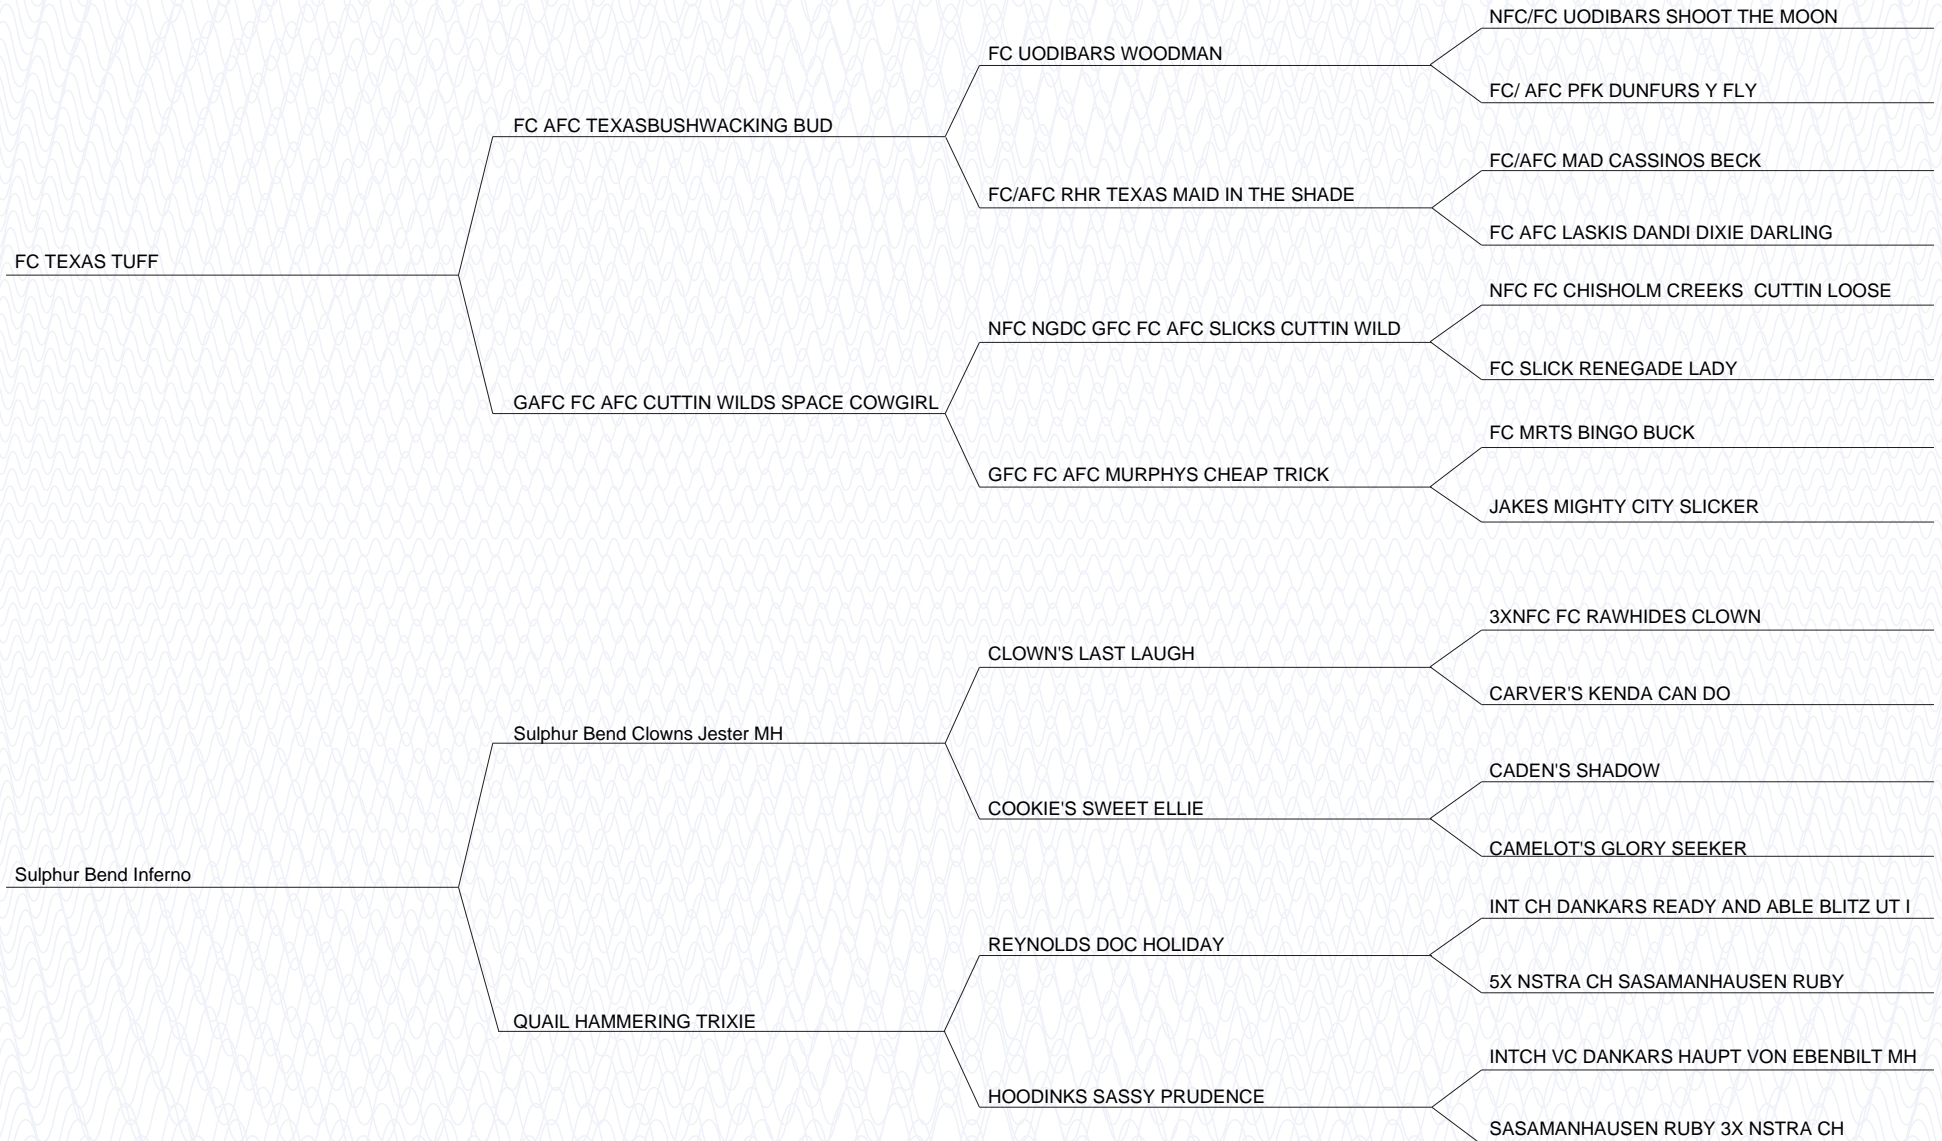 NFC/FC UODIBARS SHOOT THE MOON
FC UODIBARS WOODMAN
FC/ AFC PFK DUNFURS Y FLY
FC AFC TEXASBUSHWACKING BUD
FC/AFC MAD CASSINOS BECK
FC/AFC RHR TEXAS MAID IN THE SHADE
FC AFC LASKIS DANDI DIXIE DARLING
FC TEXAS TUFF
NFC FC CHISHOLM CREEKS  CUTTIN LOOSE
NFC NGDC GFC FC AFC SLICKS CUTTIN WILD
FC SLICK RENEGADE LADY
GAFC FC AFC CUTTIN WILDS SPACE COWGIRL
FC MRTS BINGO BUCK
GFC FC AFC MURPHYS CHEAP TRICK
JAKES MIGHTY CITY SLICKER
3XNFC FC RAWHIDES CLOWN
CLOWN'S LAST LAUGH
CARVER'S KENDA CAN DO
Sulphur Bend Clowns Jester MH
CADEN'S SHADOW
COOKIE'S SWEET ELLIE
CAMELOT'S GLORY SEEKER
Sulphur Bend Inferno
INT CH DANKARS READY AND ABLE BLITZ UT I
REYNOLDS DOC HOLIDAY
5X NSTRA CH SASAMANHAUSEN RUBY
QUAIL HAMMERING TRIXIE
INTCH VC DANKARS HAUPT VON EBENBILT MH
HOODINKS SASSY PRUDENCE
SASAMANHAUSEN RUBY 3X NSTRA CH